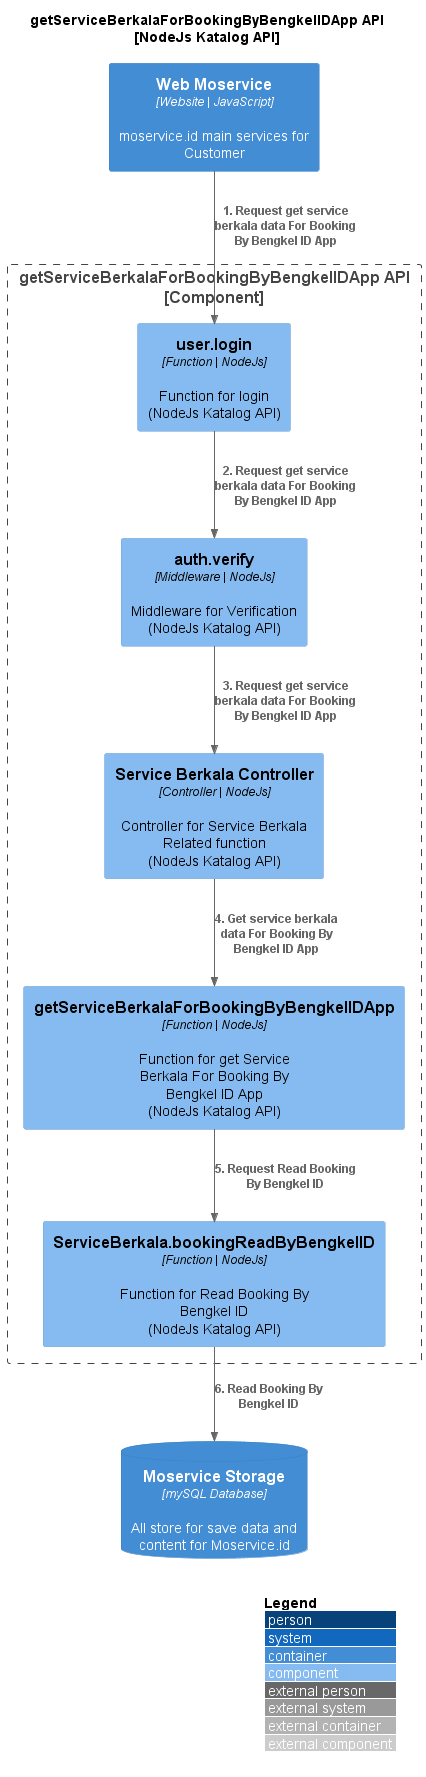 getServiceBerkalaForBookingByBengkelIDApp API
[NodeJs Katalog API]
Web Moservice
[Website | JavaScript]
moservice.id main services for
Customer
1. Request get service
berkala data For Booking
By Bengkel ID App
getServiceBerkalaForBookingByBengkelIDApp API
[Component]
user.login
[Function | NodeJs]
Function for login
(NodeJs Katalog API)
2. Request get service
berkala data For Booking
By Bengkel ID App
auth.verify
[Middleware | NodeJs]
Middleware for Verification
(NodeJs Katalog API)
3. Request get service
berkala data For Booking
By Bengkel ID App
Service Berkala Controller
[Controller | NodeJs]
Controller for Service Berkala
Related function
(NodeJs Katalog API)
4. Get service berkala
data For Booking By
Bengkel ID App
getServiceBerkalaForBookingByBengkelIDApp
[Function | NodeJs]
Function for get Service
Berkala For Booking By
Bengkel ID App
(NodeJs Katalog API)
5. Request Read Booking
By Bengkel ID
ServiceBerkala.bookingReadByBengkelID
[Function | NodeJs]
Function for Read Booking By
Bengkel ID
(NodeJs Katalog API)
6. Read Booking By
Bengkel ID
Moservice Storage
[mySQL Database]
All store for save data and
content for Moservice.id
Legend
person
system
container
component
external person
external system
external container
external component